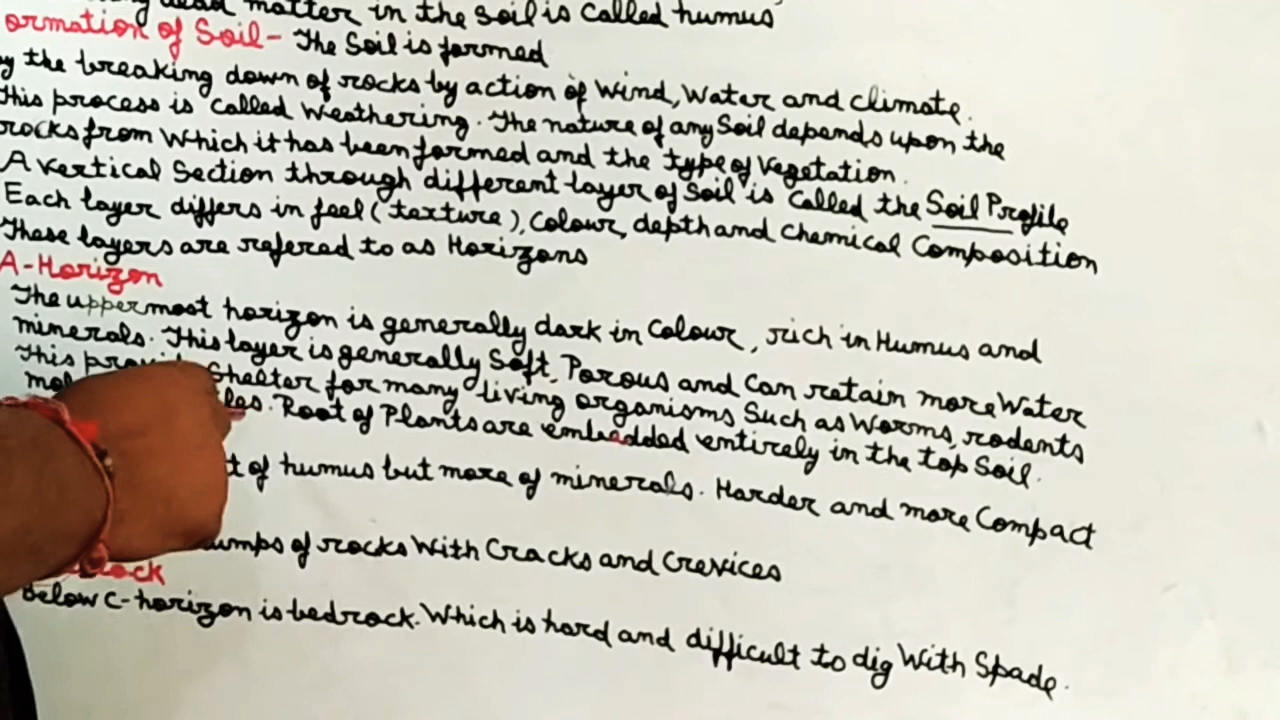 dead matter in the soil is called humus
ormation of Soil- The Soil is formed
by the breaking down of rocks by action of Wind, Water and climate.
This process is called Weathering. The nature of any Soil depends upon the
rocks from Which it has been formed and the type of Vegetation.
A vertical Section through different layer of Soil is Called the Soil Profile
Each layer differs in feel (texture), Colour, depth and Chemical Composition
These layers are refered to as Horizons
A-Horizon
The uppermost horizon is generally dark in Colour, rich in Humus and
minerals. This layer is generally Soft, Porous and Can retain more Water
This Shelter for many living organisms Such as Worms, rodents
Root of Plants are embedded entirely in the top Soil.
of humus but more of minerals. Harder and more Compact
umps of rocks With Cracks and Crevices
ock
Below C-horizon is bedrock. Which is hard and difficult to dig With Spade.